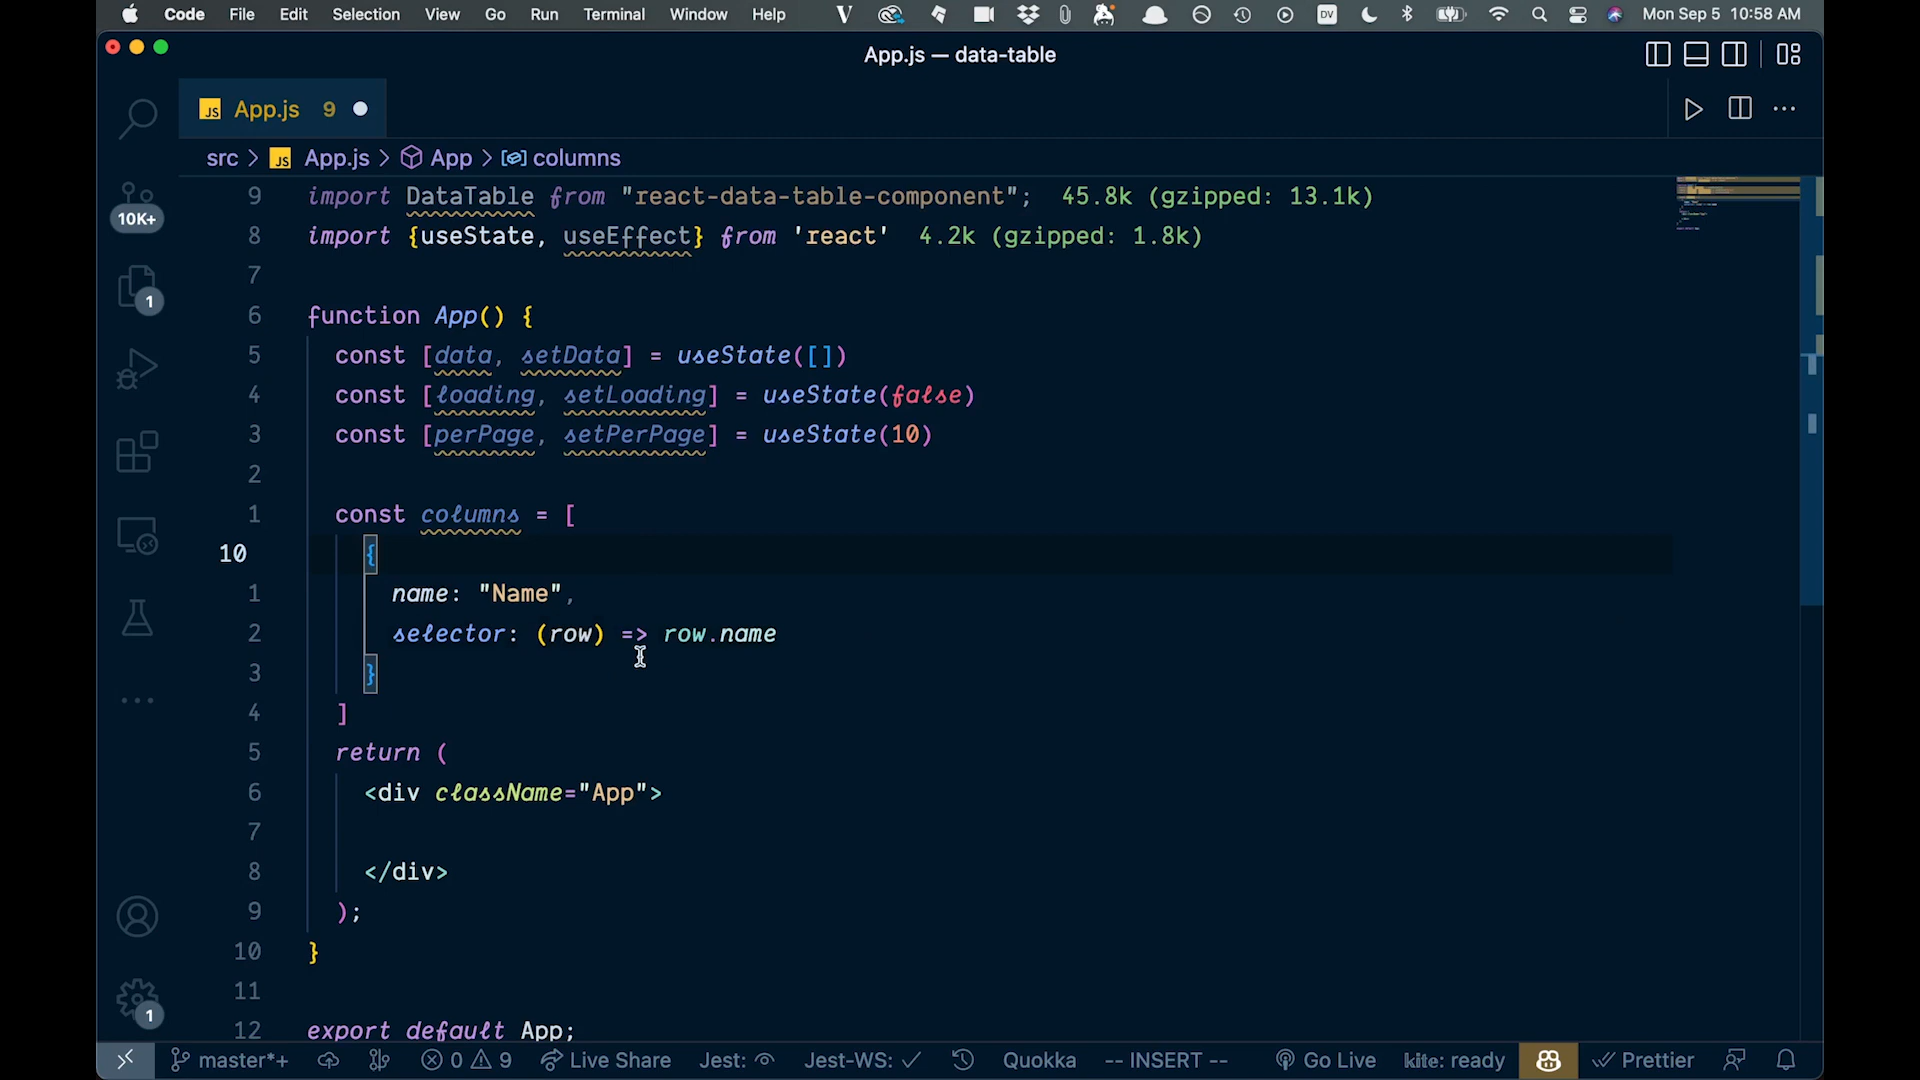 Code File Edit Selection View Go Run Terminal Window Help V DV Mon Sep 5 10:58 AM
App.js — data-table
JS App.js 9
src > JS App.js > App > columns
9 import DataTable from "react-data-table-component"; 45.8k (gzipped: 13.1k)
10K+
8 import {useState, useEffect} from 'react' 4.2k (gzipped: 1.8k)
7
1
6 function App() {
5 const [data, setData] = useState([])
4 const [loading, setLoading] = useState(false)
3 const [perPage, setPerPage] = useState(10)
2
1 const columns = [
10 {
1 name: "Name",
2 selector: (row) => row.name
3 }
4 ]
5 return (
6 <div className="App">
7
8 </div>
9 );
10 }
11
1
12 export default App;
master*+ 0 9 Live Share Jest: Jest-WS: Quokka -- INSERT -- Go Live kite: ready Prettier